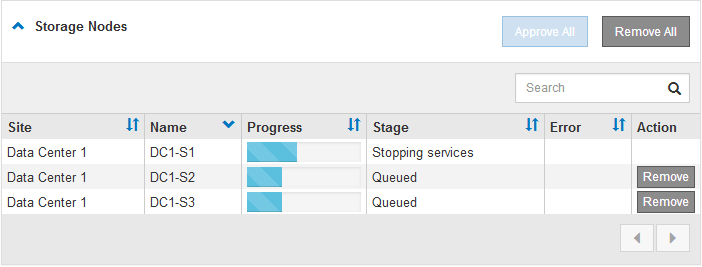 Storage Nodes
Approve All
Remove All
Search
Site Name Progress Stage Error Action
Data Center 1 DC1-S1 Stopping services
Data Center 1 DC1-S2 Queued Remove
Data Center 1 DC1-S3 Queued Remove